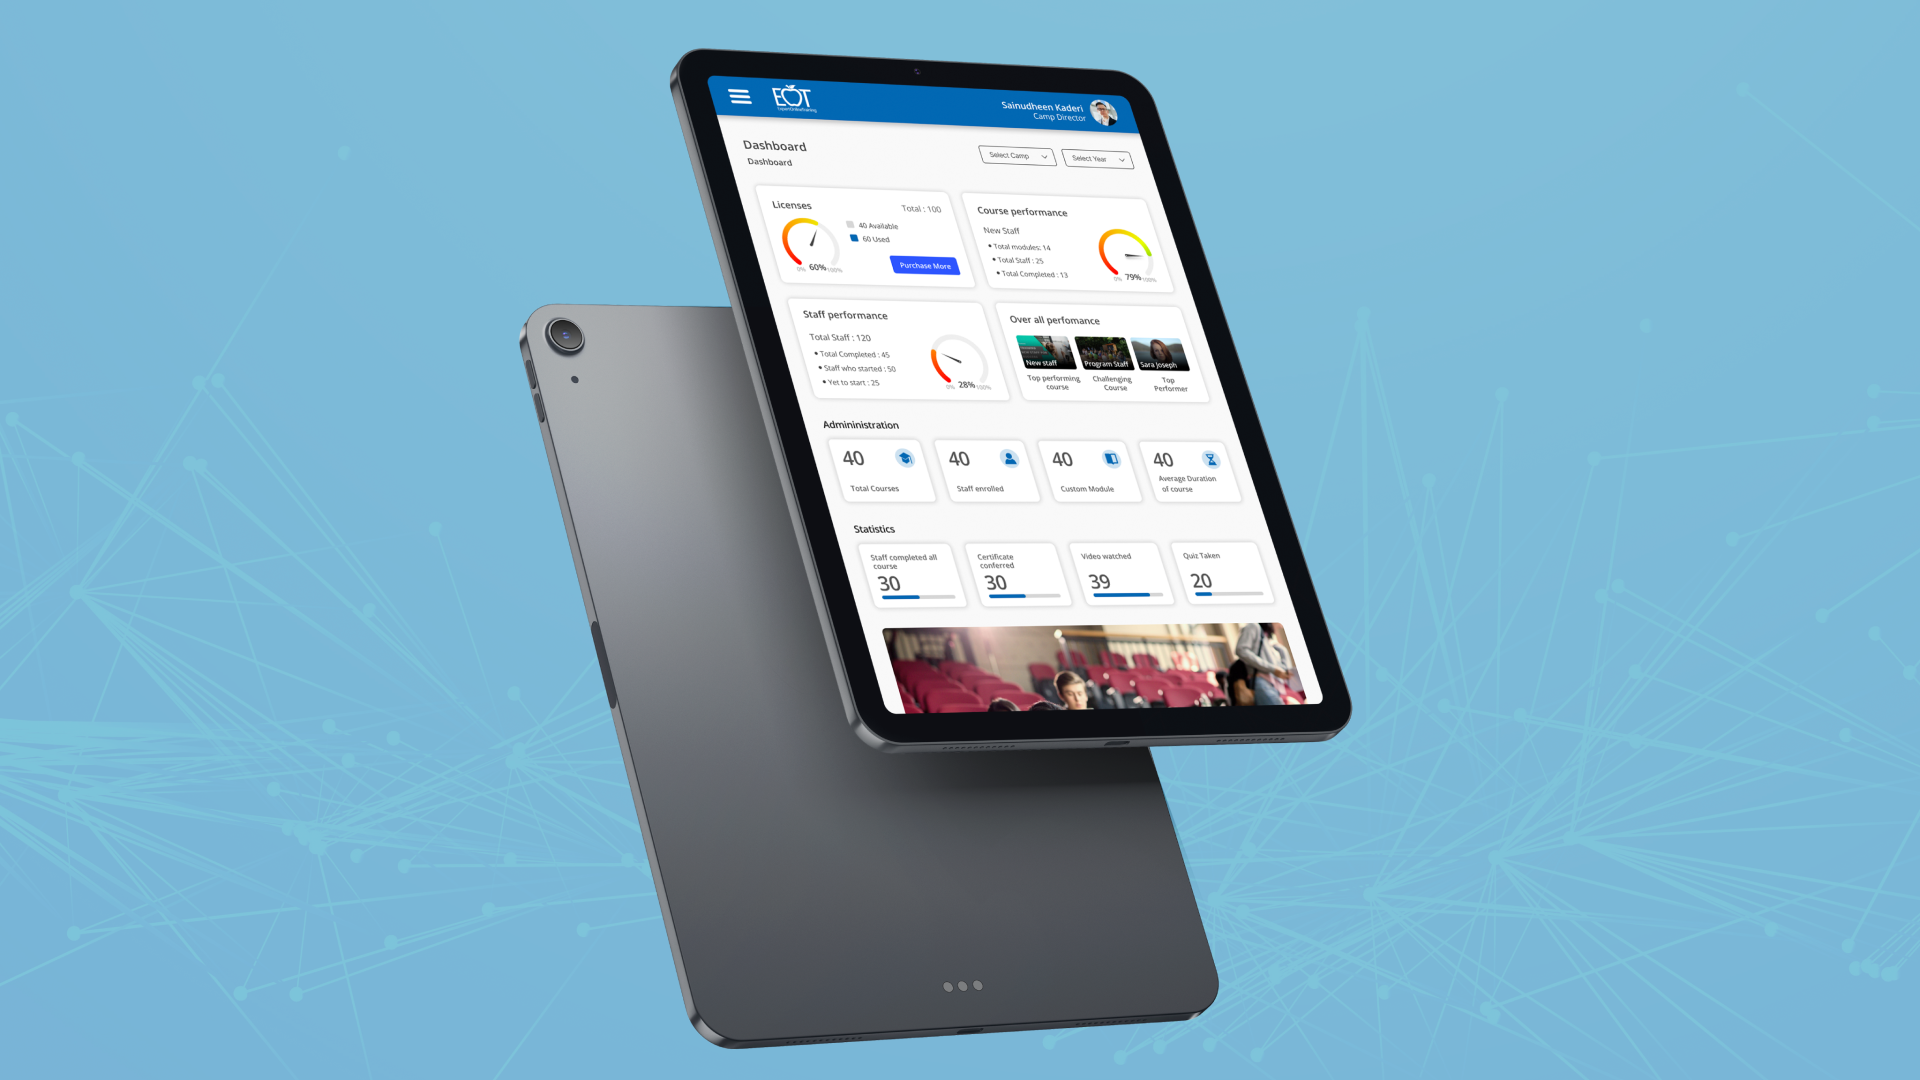 EOT
ExpertOnlineTraining
Sainudheen Kaderi
Camp Director
Dashboard
Dashboard
Select Camp
Select Year
Licenses
Total : 100
40 Available
60 Used
0%
60%
100%
Purchase More
Course performance
New Staff
• Total modules: 14
• Total Staff : 25
• Total Completed : 13
0%
79%
100%
Staff performance
Total Staff : 120
• Total Completed : 45
• Staff who started : 50
• Yet to start : 25
0%
28%
100%
Over all perfomance
New staff
Program Staff
Sara Joseph
Top performing
course
Challenging
Course
Top
Performer
Admininistration
40
Total Courses
40
Staff enrolled
40
Custom Module
40
Average Duration
of course
Statistics
Staff completed all
course
30
Certificate
conferred
30
Video watched
39
Quiz Taken
20